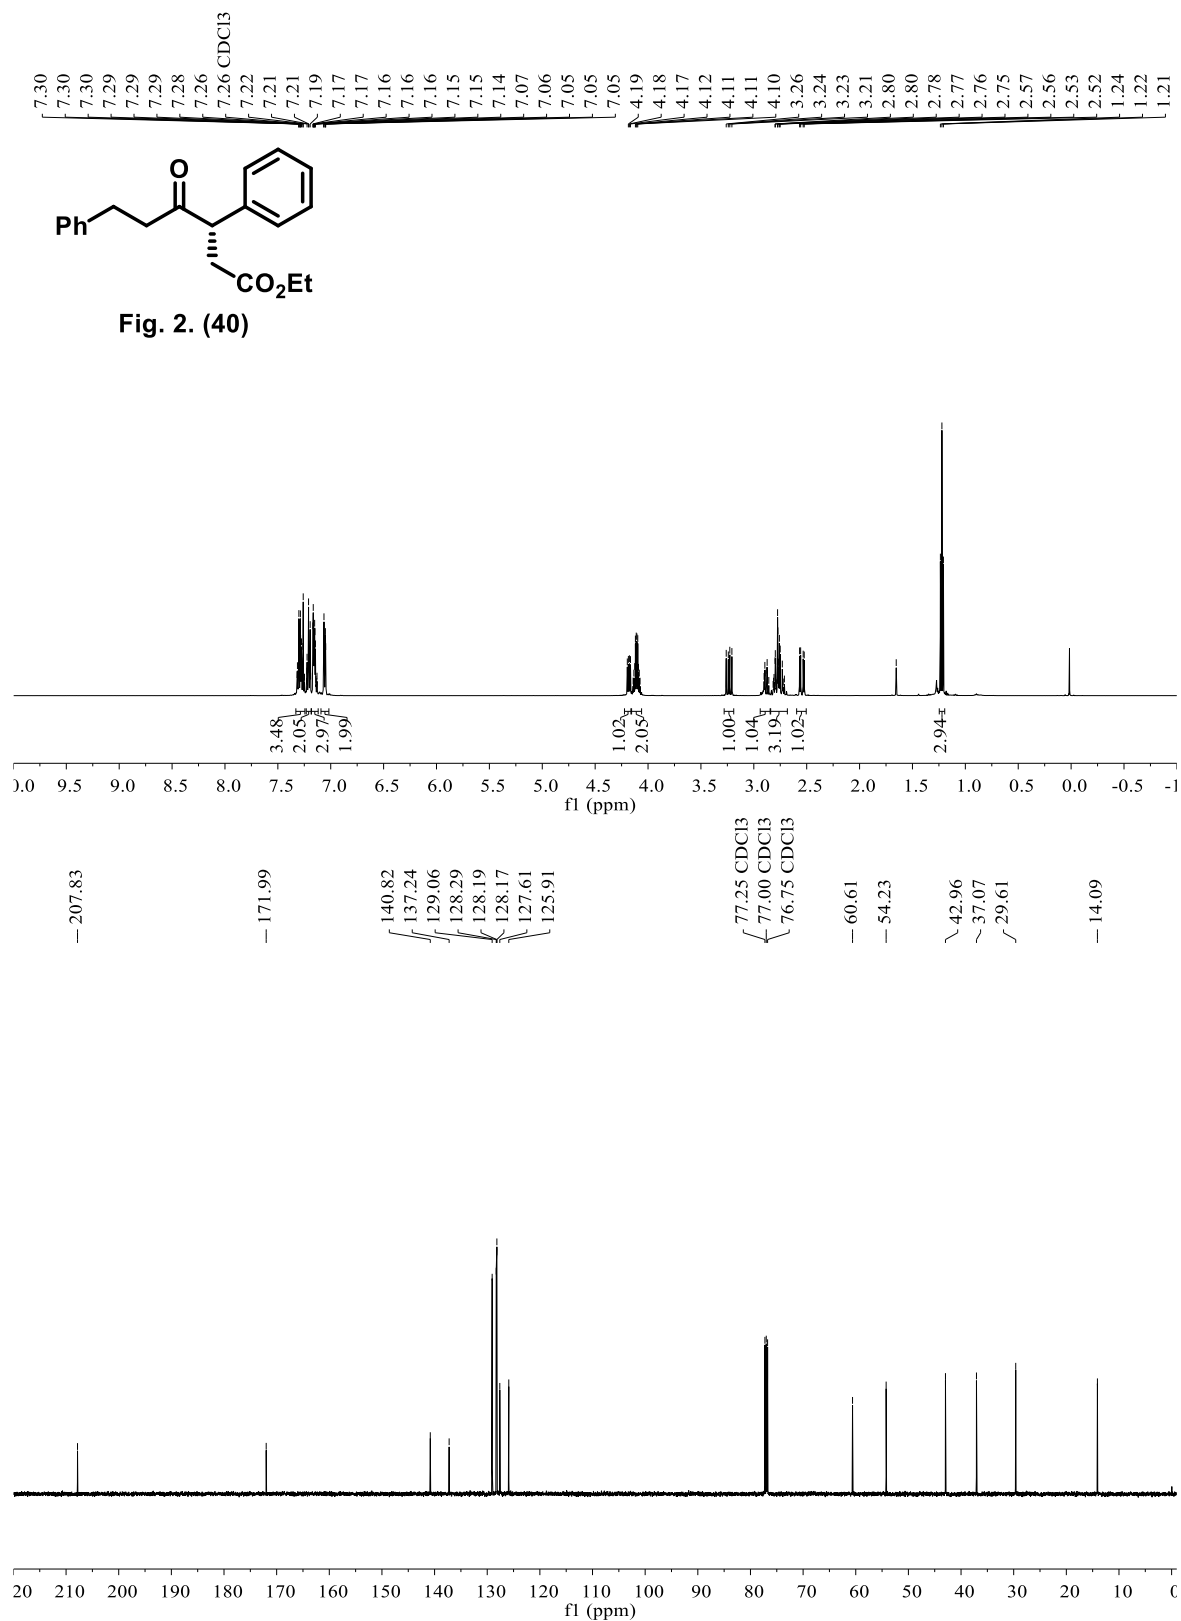 7.30 7.30 7.30 7.29 7.29 7.29 7.28 7.26 7.26 CDCl3 7.22 7.21 7.21 7.19 7.17 7.17 7.16 7.16 7.16 7.15 7.15 7.14 7.07 7.06 7.05 7.05 7.05 4.19 4.18 4.17 4.12 4.11 4.11 4.10 3.26 3.24 3.23 3.21 2.80 2.80 2.78 2.77 2.76 2.75 2.57 2.56 2.53 2.52 1.24 1.22 1.21
O
Ph
CO2Et
Fig. 2. (40)
3.48 2.05 2.97 1.99 1.02 2.05 1.00 1.04 3.19 1.02 2.94
0.0 9.5 9.0 8.5 8.0 7.5 7.0 6.5 6.0 5.5 5.0 4.5 4.0 3.5 3.0 2.5 2.0 1.5 1.0 0.5 0.0 -0.5 -1
f1 (ppm)
207.83 171.99 140.82 137.24 129.06 128.29 128.19 128.17 127.61 125.91 77.25 CDCl3 77.00 CDCl3 76.75 CDCl3 60.61 54.23 42.96 37.07 29.61 14.09
20 210 200 190 180 170 160 150 140 130 120 110 100 90 80 70 60 50 40 30 20 10 0
f1 (ppm)